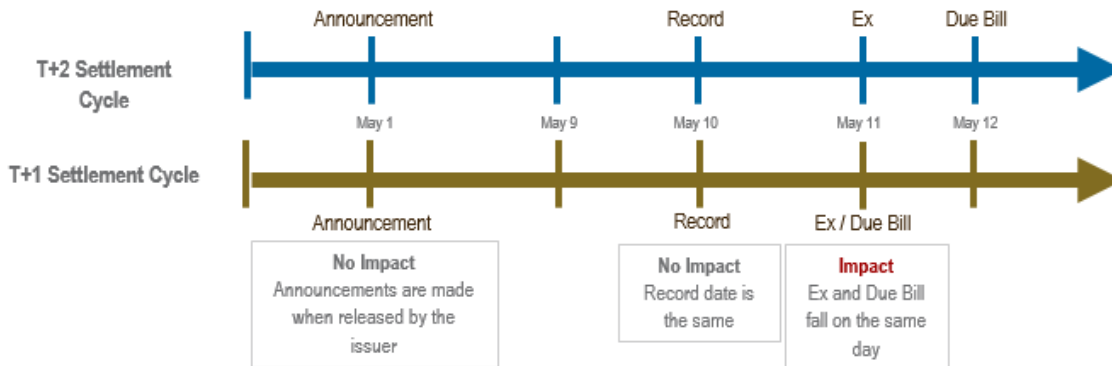 Announcement
Record
Ex
Due Bill
T+2 Settlement
Cycle
May 1
May 9
May 10
May 11
May 12
T+1 Settlement Cycle
Announcement
Record
Ex / Due Bill
No Impact
Announcements are made
when released by the
issuer
No Impact
Record date is
the same
Impact
Ex and Due Bill
fall on the same
day